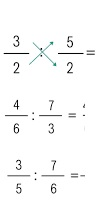 3/2 : 5/2 =
4/6 : 7/3 =
3/5 : 7/6 =